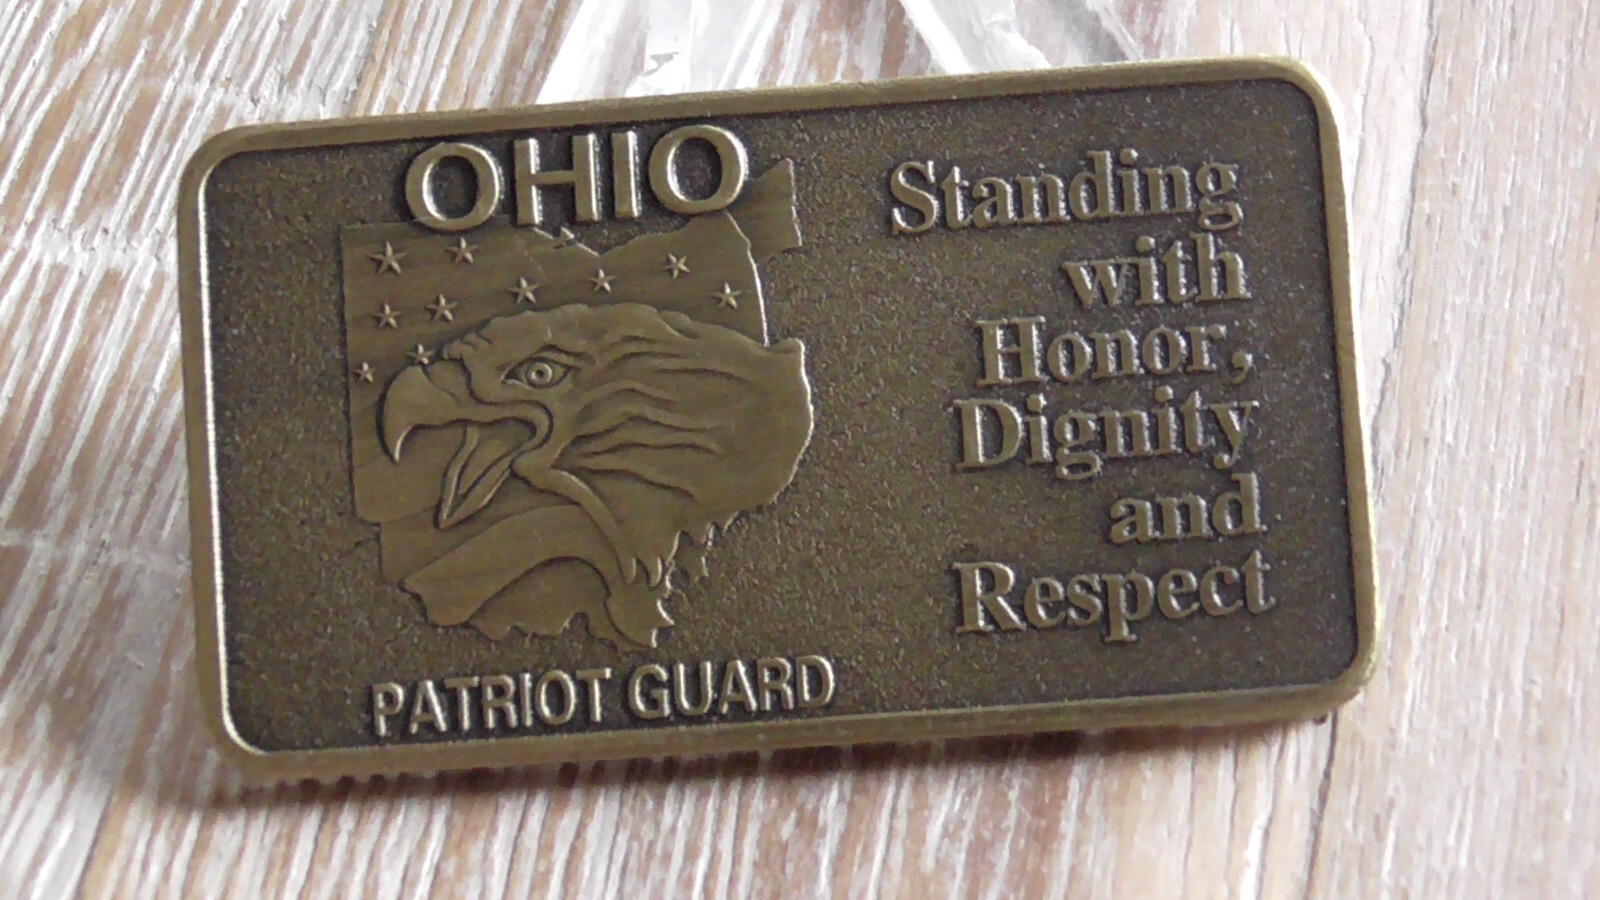 OHIO
PATRIOT GUARD
Standing
with
Honor,
Dignity
and
Respect